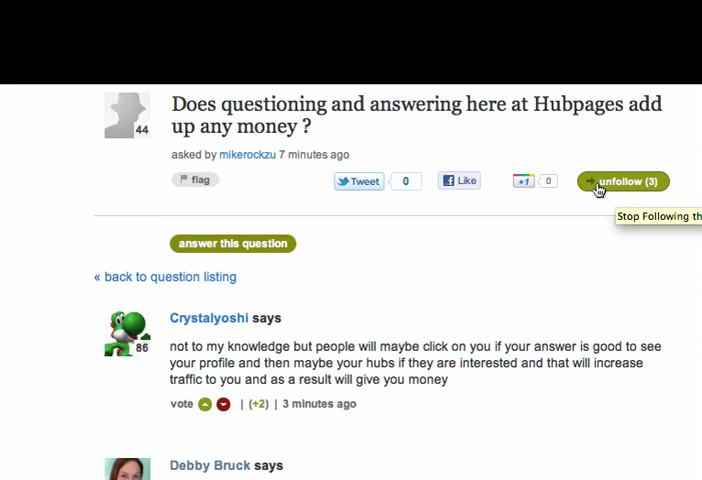 Does questioning and answering here at Hubpages add
up any money ?
44
asked by mikerockzu 7 minutes ago
flag
Tweet 0
Like
+1 0
unfollow (3)
Stop Following th
answer this question
« back to question listing
Crystalyoshi says
86
not to my knowledge but people will maybe click on you if your answer is good to see
your profile and then maybe your hubs if they are interested and that will increase
traffic to you and as a result will give you money
vote | (+2) | 3 minutes ago
Debby Bruck says